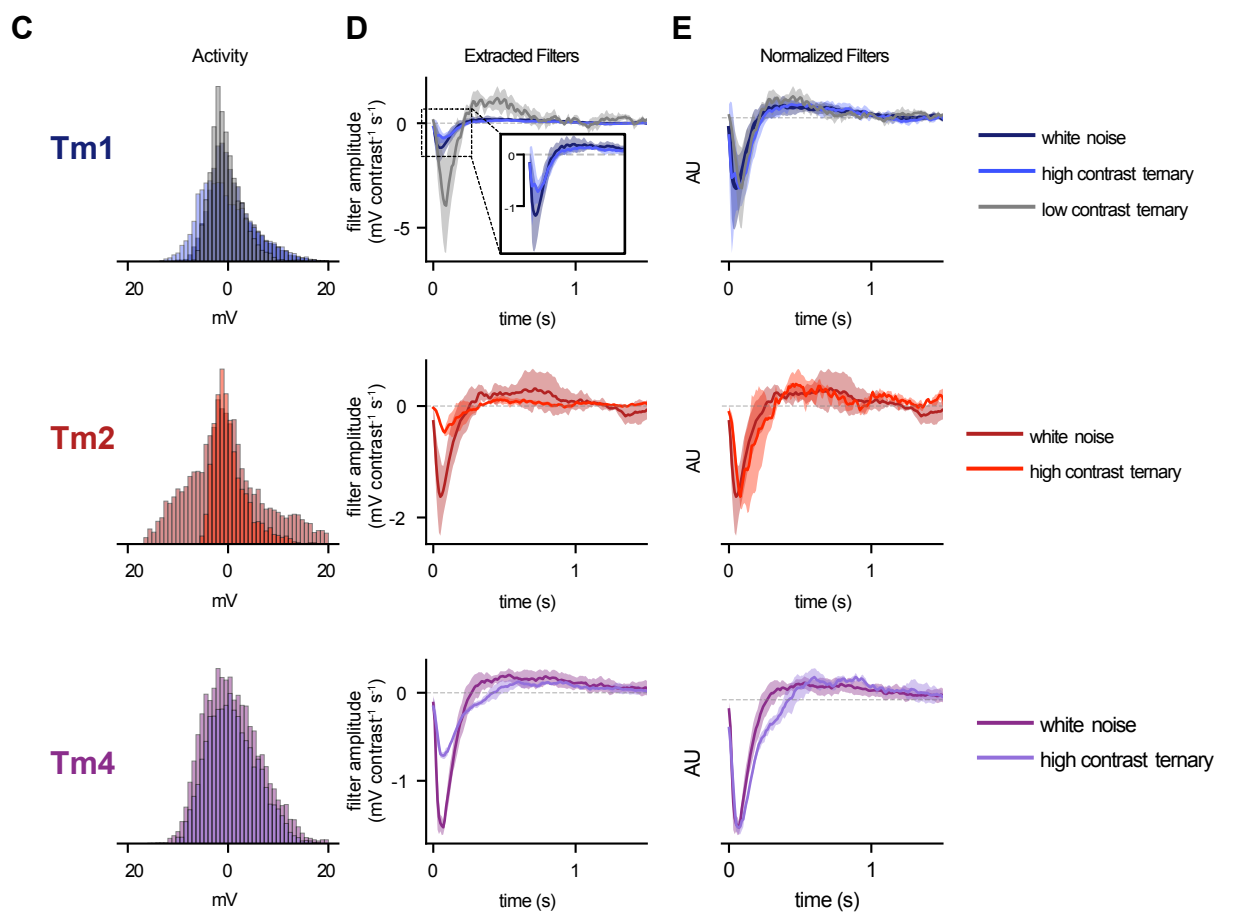 C
D
E
Activity
Extracted Filters
Normalized Filters
Tm1
20 0 20
mV
filter amplitude
(mV contrast⁻¹ s⁻¹)
0
-5
0
-1
0 1
time (s)
AU
0 1
time (s)
white noise
high contrast ternary
low contrast ternary
Tm2
20 0 20
mV
filter amplitude
(mV contrast⁻¹ s⁻¹)
0
-2
0 1
time (s)
AU
0 1
time (s)
white noise
high contrast ternary
Tm4
20 0 20
mV
filter amplitude
(mV contrast⁻¹ s⁻¹)
0
-1
0 1
time (s)
AU
0 1
time (s)
white noise
high contrast ternary